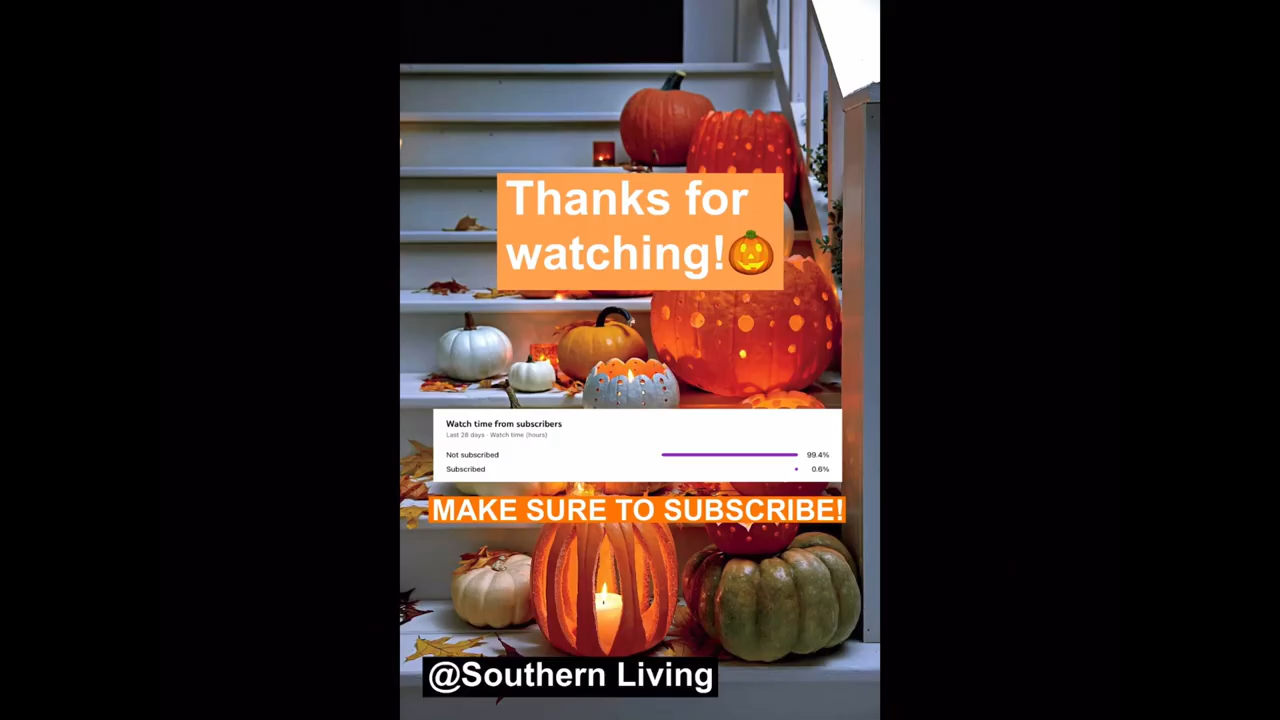 Thanks for
watching!🎃
Watch time from subscribers
Last 28 days · Watch time (hours)
Not subscribed 99.4%
Subscribed 0.6%
MAKE SURE TO SUBSCRIBE!
@Southern Living